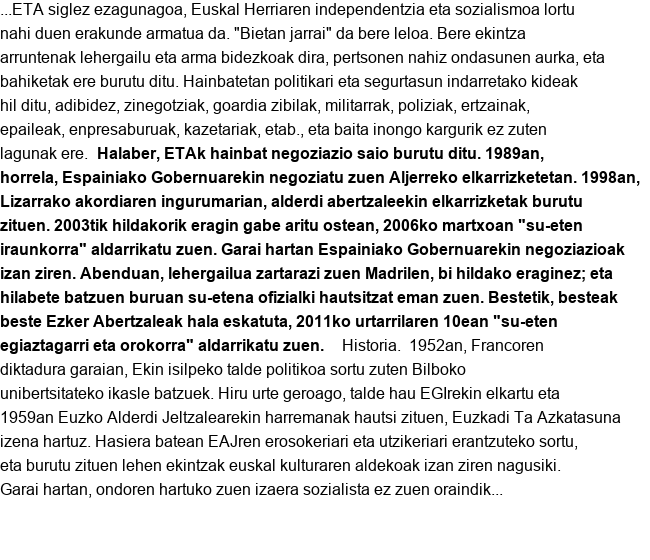 ...ETA siglez ezagunagoa, Euskal Herriaren independentzia eta sozialismoa lortu
nahi duen erakunde armatua da. "Bietan jarrai" da bere leloa. Bere ekintza
arruntenak lehergailu eta arma bidezkoak dira, pertsonen nahiz ondasunen aurka, eta
bahiketak ere burutu ditu. Hainbatetan politikari eta segurtasun indarretako kideak
hil ditu, adibidez, zinegotziak, goardia zibilak, militarrak, poliziak, ertzainak,
epaileak, enpresaburuak, kazetariak, etab., eta baita inongo kargurik ez zuten
lagunak ere.  Halaber, ETAk hainbat negoziazio saio burutu ditu. 1989an,
horrela, Espainiako Gobernuarekin negoziatu zuen Aljerreko elkarrizketetan. 1998an,
Lizarrako akordiaren ingurumarian, alderdi abertzaleekin elkarrizketak burutu
zituen. 2003tik hildakorik eragin gabe aritu ostean, 2006ko martxoan "su-eten
iraunkorra" aldarrikatu zuen. Garai hartan Espainiako Gobernuarekin negoziazioak
izan ziren. Abenduan, lehergailua zartarazi zuen Madrilen, bi hildako eraginez; eta
hilabete batzuen buruan su-etena ofizialki hautsitzat eman zuen. Bestetik, besteak
beste Ezker Abertzaleak hala eskatuta, 2011ko urtarrilaren 10ean "su-eten
egiaztagarri eta orokorra" aldarrikatu zuen.    Historia.  1952an, Francoren
diktadura garaian, Ekin isilpeko talde politikoa sortu zuten Bilboko
unibertsitateko ikasle batzuek. Hiru urte geroago, talde hau EGIrekin elkartu eta
1959an Euzko Alderdi Jeltzalearekin harremanak hautsi zituen, Euzkadi Ta Azkatasuna
izena hartuz. Hasiera batean EAJren erosokeriari eta utzikeriari erantzuteko sortu,
eta burutu zituen lehen ekintzak euskal kulturaren aldekoak izan ziren nagusiki.
Garai hartan, ondoren hartuko zuen izaera sozialista ez zuen oraindik...